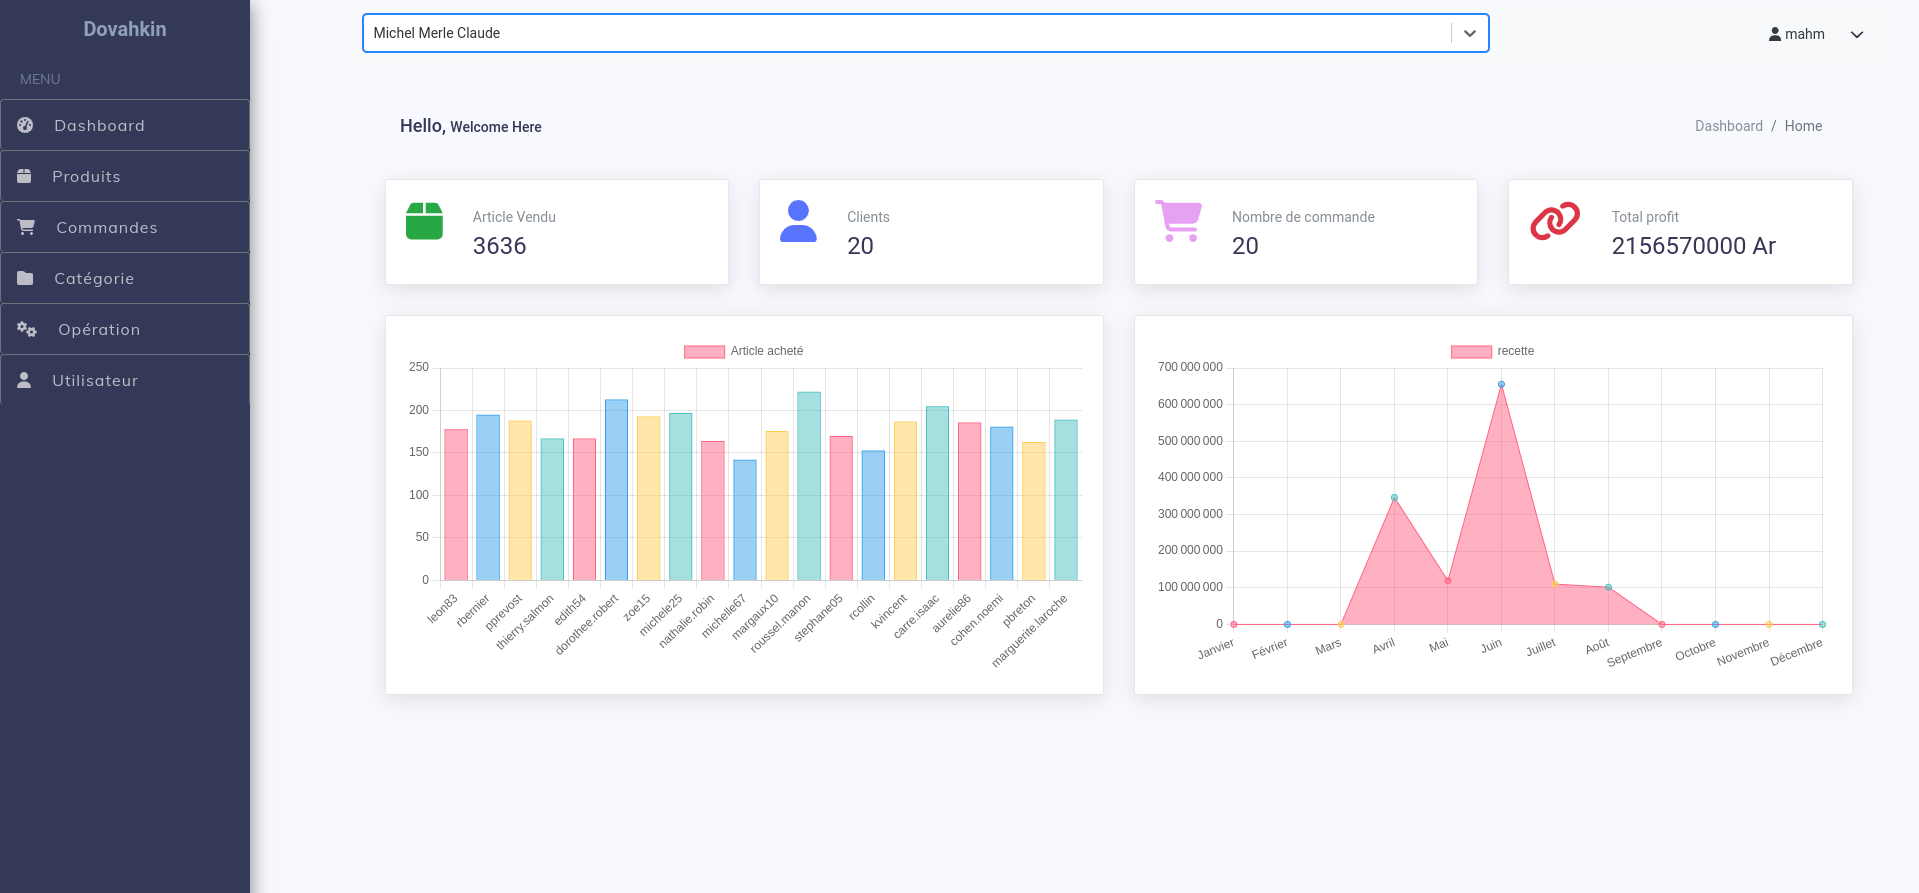 Dovahkin
MENU
Dashboard
Produits
Commandes
Catégorie
Opération
Utilisateur
Michel Merle Claude
mahm
Hello, Welcome Here
Dashboard / Home
Article Vendu
3636
Clients
20
Nombre de commande
20
Total profit
2156570000 Ar
Article acheté
250
200
150
100
50
0
leon83
rbernier
pprevost
thierry.salmon
edith54
dorothee.robert
zoe15
michele25
nathalie.robin
michelle67
margaux10
roussel.manon
stephane05
rcollin
kvincent
carre.isaac
aurelie86
cohen.noemi
pbreton
marguerite.laroche
recette
700 000 000
600 000 000
500 000 000
400 000 000
300 000 000
200 000 000
100 000 000
0
Janvier
Février
Mars
Avril
Mai
Juin
Juillet
Août
Septembre
Octobre
Novembre
Décembre